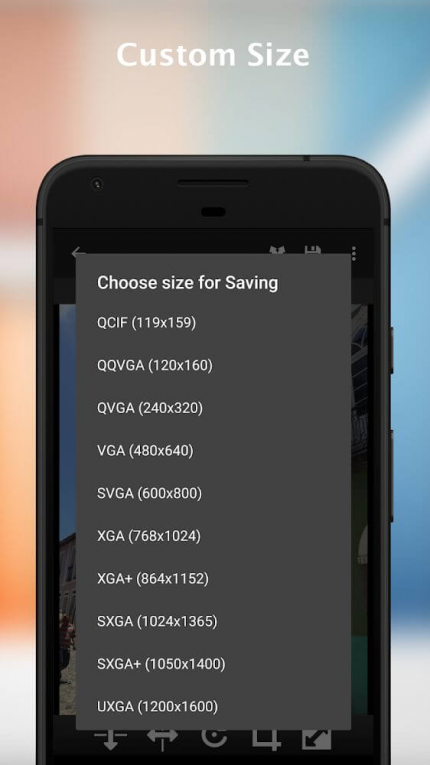 Custom Size
Choose size for Saving
QCIF (119x159)
QQVGA (120x160)
QVGA (240x320)
VGA (480x640)
SVGA (600x800)
XGA (768x1024)
XGA+ (864x1152)
SXGA (1024x1365)
SXGA+ (1050x1400)
UXGA (1200x1600)